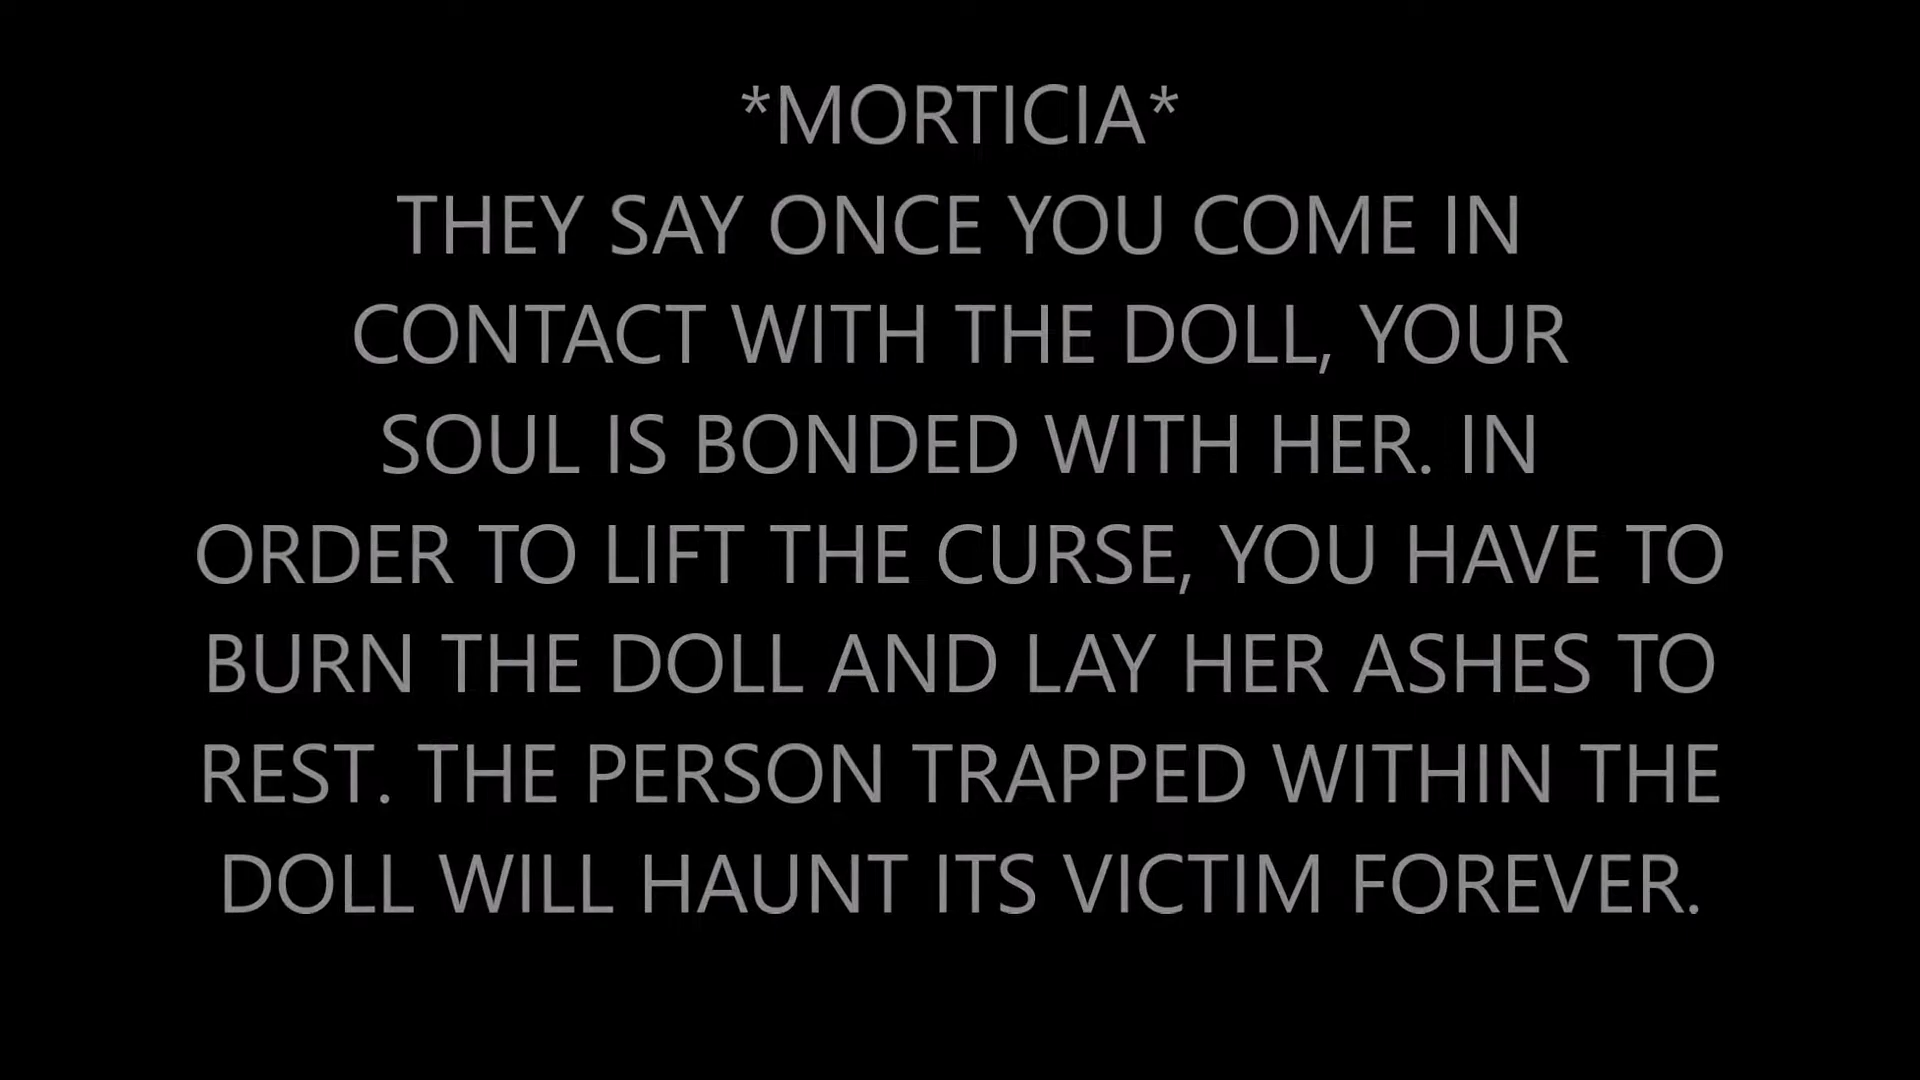 *MORTICIA*
THEY SAY ONCE YOU COME IN
CONTACT WITH THE DOLL, YOUR
SOUL IS BONDED WITH HER. IN
ORDER TO LIFT THE CURSE, YOU HAVE TO
BURN THE DOLL AND LAY HER ASHES TO
REST. THE PERSON TRAPPED WITHIN THE
DOLL WILL HAUNT ITS VICTIM FOREVER.